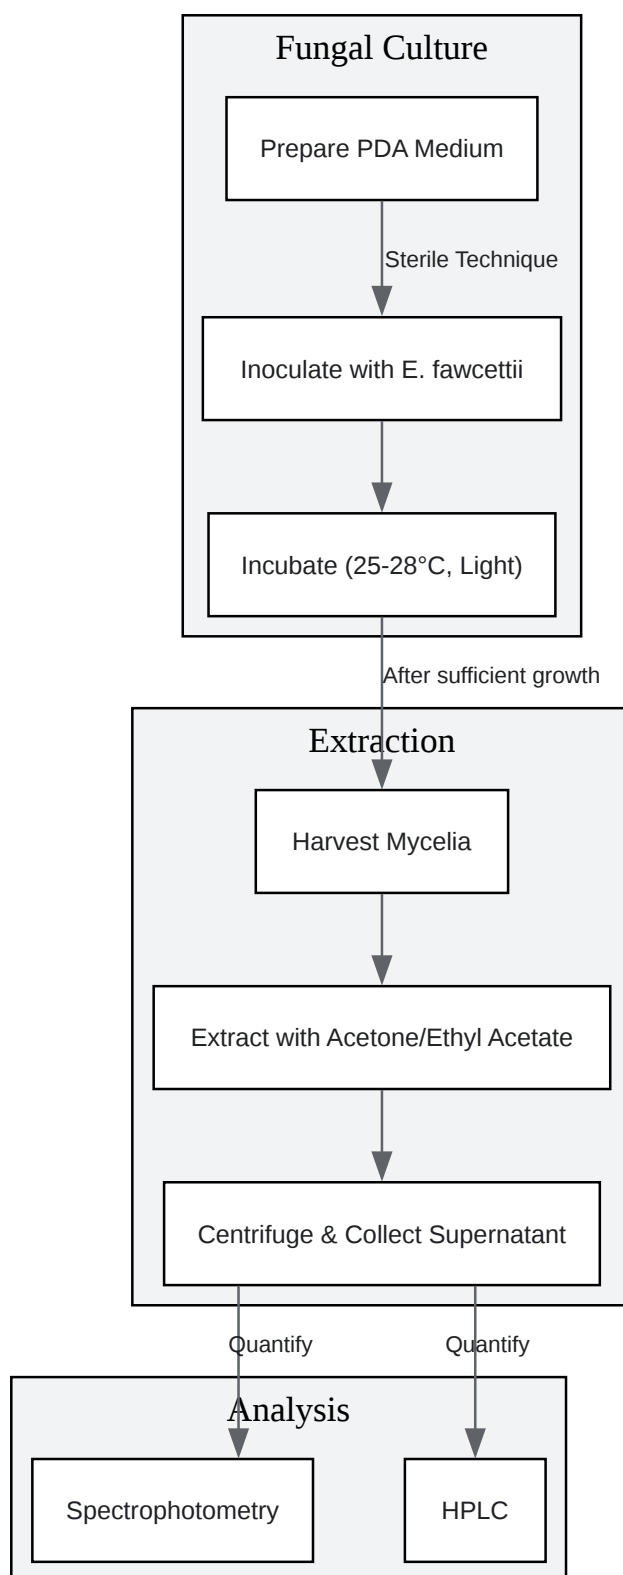 Fungal Culture
Prepare PDA Medium
Sterile Technique
Inoculate with E. fawcettii
Incubate (25-28°C, Light)
After sufficient growth
Extraction
Harvest Mycelia
Extract with Acetone/Ethyl Acetate
Centrifuge & Collect Supernatant
Quantify
Quantify
Analysis
Spectrophotometry
HPLC